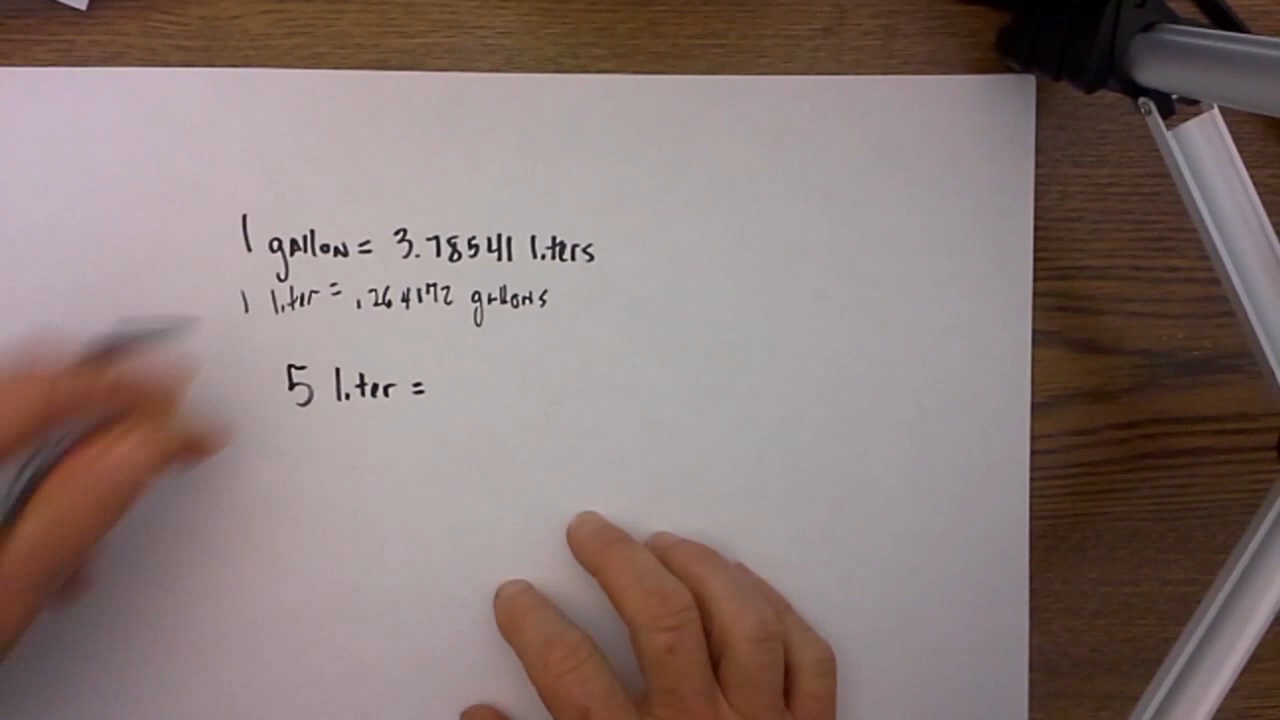 1 gallon = 3.78541 liters
1 liter = .264172 gallons
5 liter =